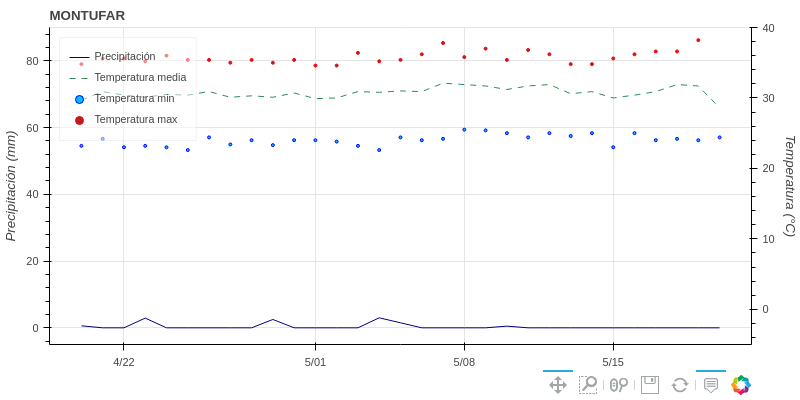 MONTUFAR
Precipitación
Temperatura media
Temperatura min
Temperatura max
Precipitación (mm)
80
60
40
20
0
Temperatura (°C)
40
30
20
10
0
4/22
5/01
5/08
5/15